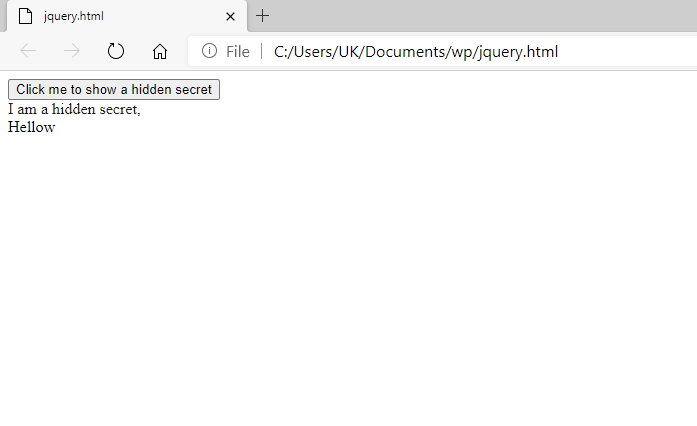 jquery.html
File | C:/Users/UK/Documents/wp/jquery.html
Click me to show a hidden secret
I am a hidden secret,
Hellow